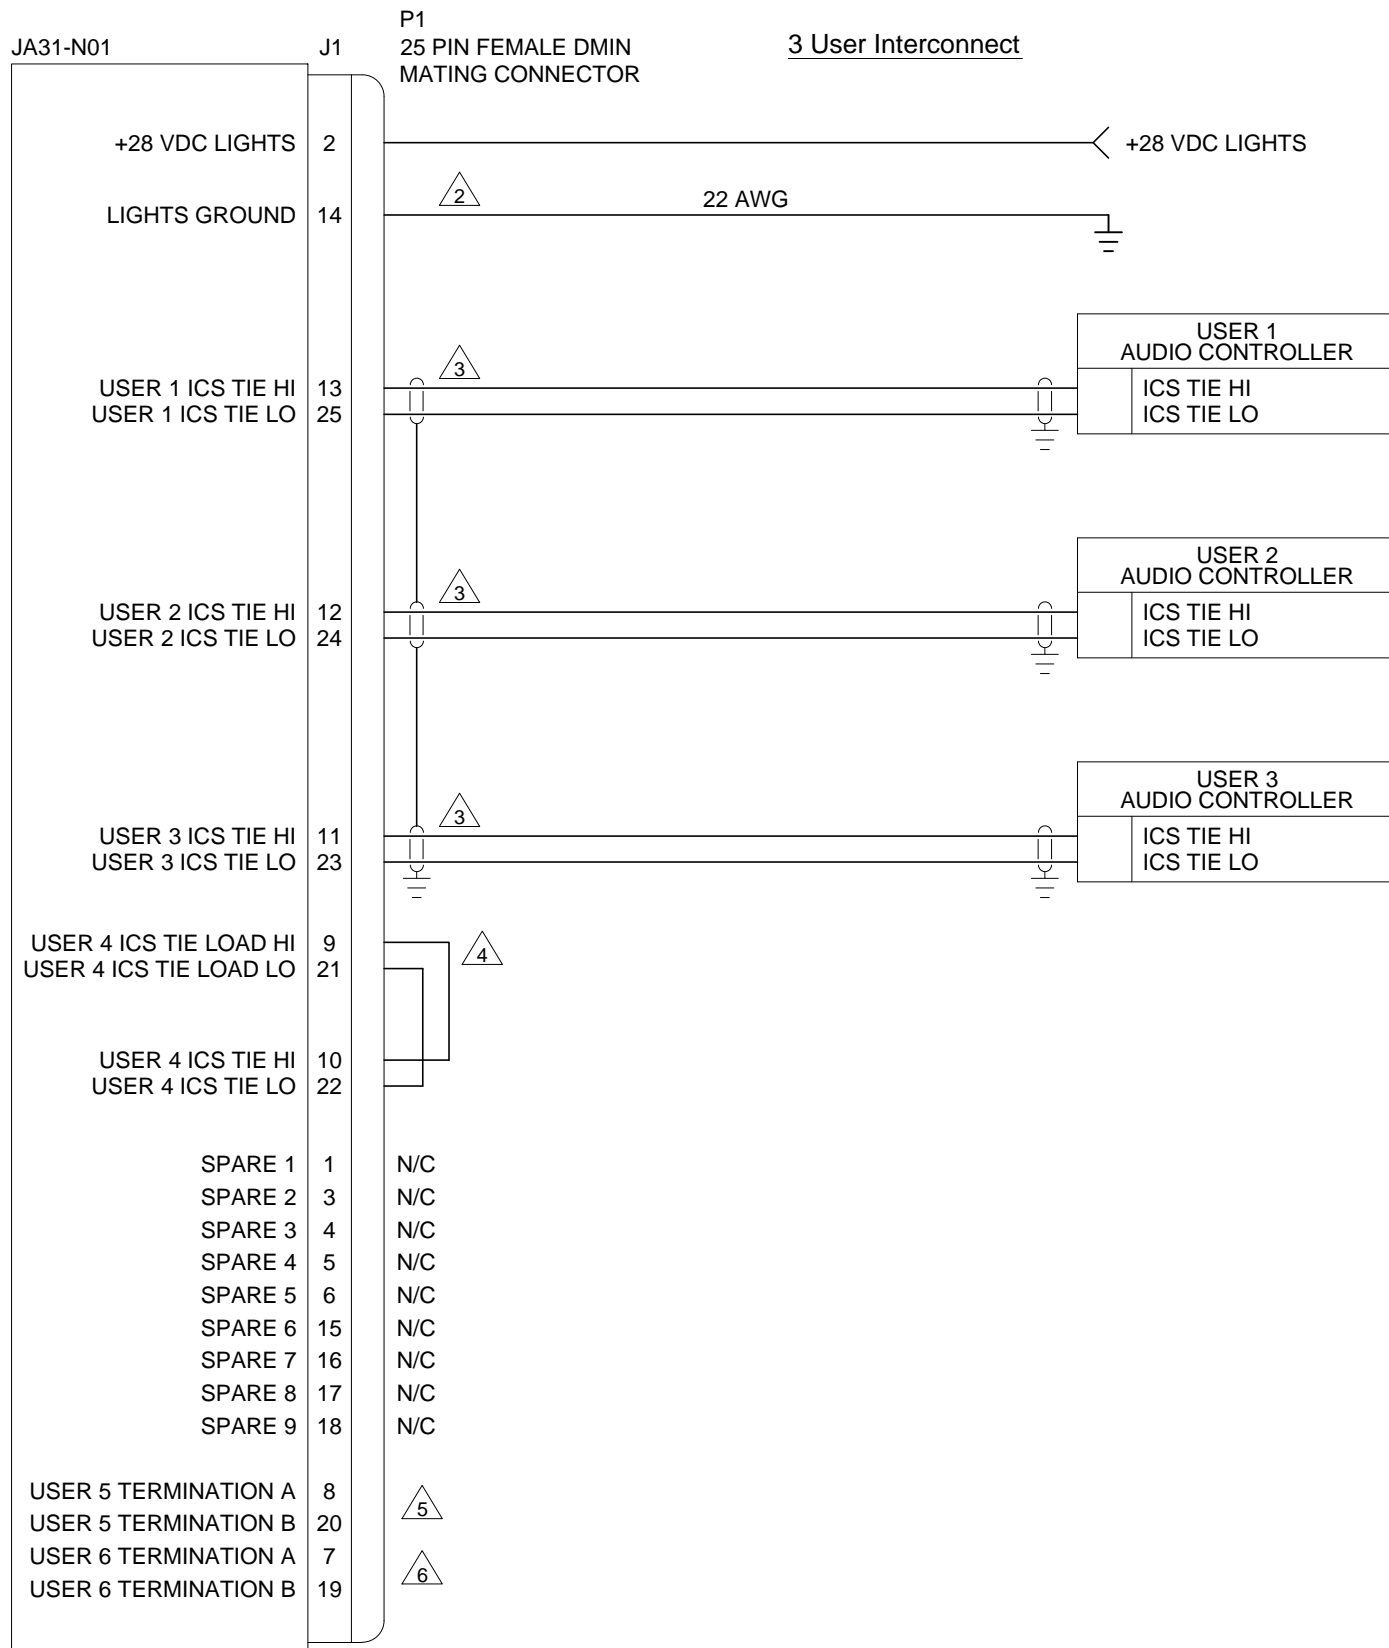 P1
JA31-N01 J1 25 PIN FEMALE DMIN 3 User Interconnect
MATING CONNECTOR
+28 VDC LIGHTS 2 +28 VDC LIGHTS
2
LIGHTS GROUND 14 22 AWG
USER 1
AUDIO CONTROLLER
3
USER 1 ICS TIE HI 13 ICS TIE HI
USER 1 ICS TIE LO 25 ICS TIE LO
USER 2
AUDIO CONTROLLER
3
USER 2 ICS TIE HI 12 ICS TIE HI
USER 2 ICS TIE LO 24 ICS TIE LO
USER 3
AUDIO CONTROLLER
3
USER 3 ICS TIE HI 11 ICS TIE HI
USER 3 ICS TIE LO 23 ICS TIE LO
USER 4 ICS TIE LOAD HI 9
4
USER 4 ICS TIE LOAD LO 21
USER 4 ICS TIE HI 10
USER 4 ICS TIE LO 22
SPARE 1 1 N/C
SPARE 2 3 N/C
SPARE 3 4 N/C
SPARE 4 5 N/C
SPARE 5 6 N/C
SPARE 6 15 N/C
SPARE 7 16 N/C
SPARE 8 17 N/C
SPARE 9 18 N/C
USER 5 TERMINATION A 8
5
USER 5 TERMINATION B 20
USER 6 TERMINATION A 7
6
USER 6 TERMINATION B 19